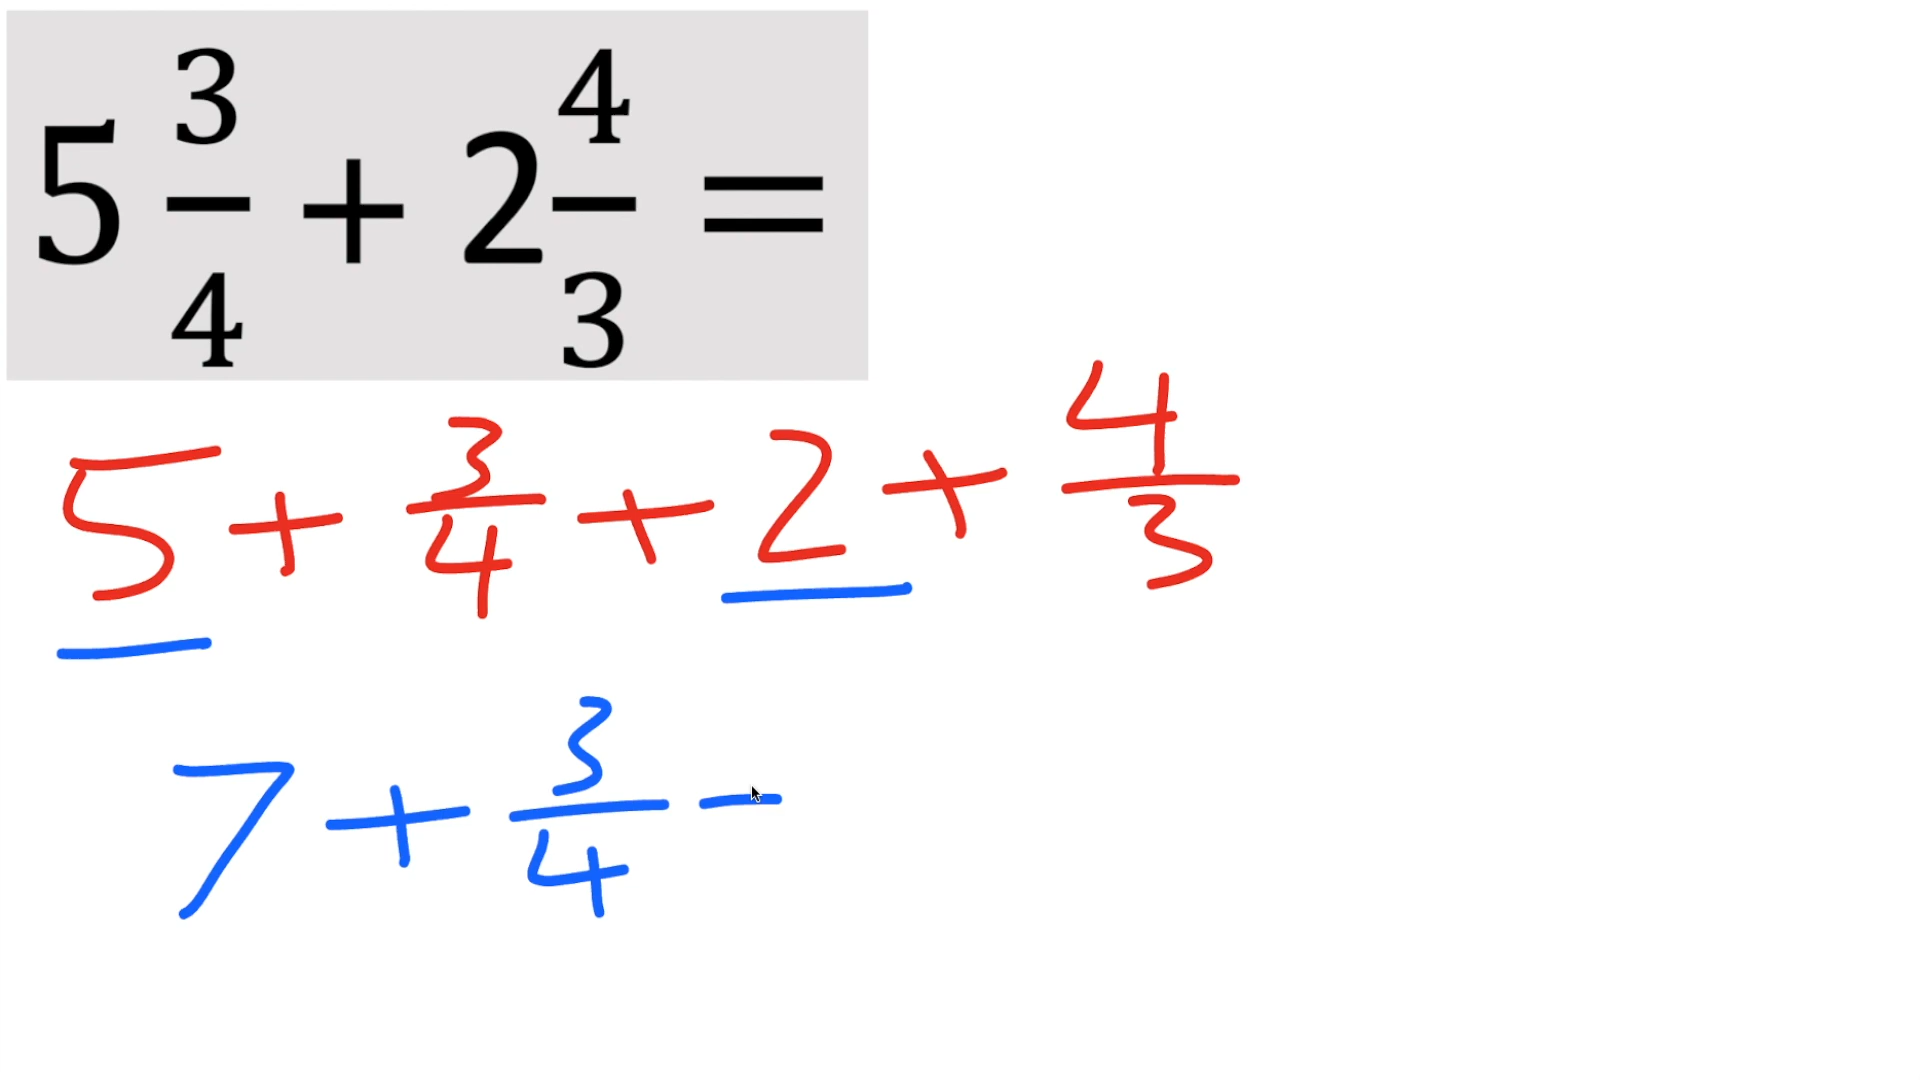 5 3/4 + 2 4/3 =
5 + 3/4 + 2 + 4/3
7 + 3/4 -